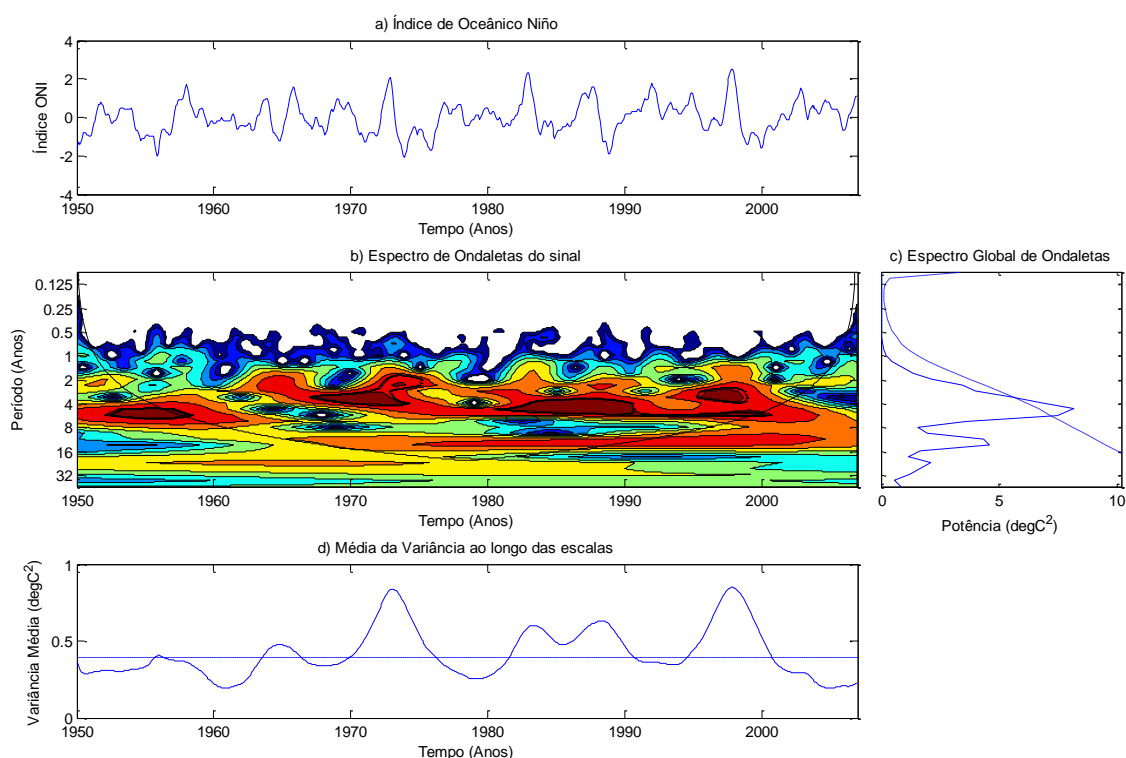 a) Índice de Oceânico Niño
4
2
0
-2
-4
Índice ONI
1950 1960 1970 1980 1990 2000
Tempo (Anos)
b) Espectro de Ondaletas do sinal
0.125
0.25
0.5
1
2
4
8
16
32
Período (Anos)
1950 1960 1970 1980 1990 2000
Tempo (Anos)
c) Espectro Global de Ondaletas
0 5 10
Potência (degC2)
d) Média da Variância ao longo das escalas
1
0.5
0
Variância Média (degC2)
1950 1960 1970 1980 1990 2000
Tempo (Anos)